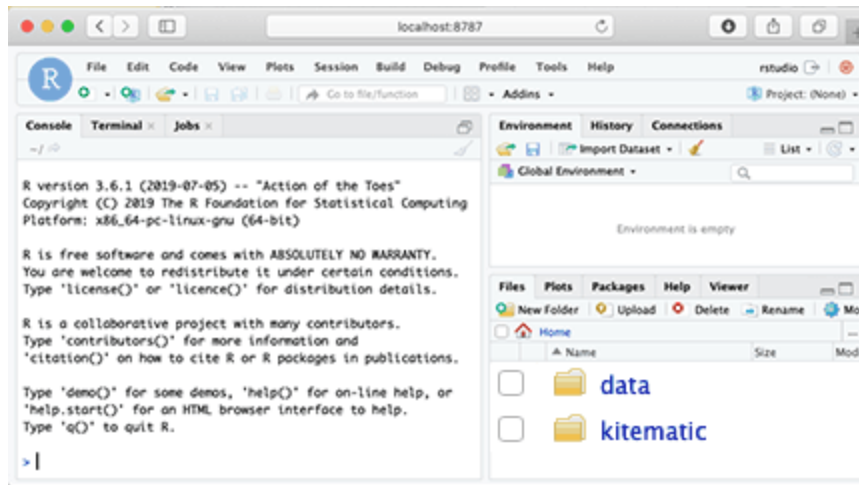 localhost:8787
R
File Edit Code View Plots Session Build Debug Profile Tools Help
rstudio
Go to file/function
Addins
Project: (None)
Console Terminal Jobs
~/
R version 3.6.1 (2019-07-05) -- "Action of the Toes"
Copyright (C) 2019 The R Foundation for Statistical Computing
Platform: x86_64-pc-linux-gnu (64-bit)
R is free software and comes with ABSOLUTELY NO WARRANTY.
You are welcome to redistribute it under certain conditions.
Type 'license()' or 'licence()' for distribution details.
R is a collaborative project with many contributors.
Type 'contributors()' for more information and
'citation()' on how to cite R or R packages in publications.
Type 'demo()' for some demos, 'help()' for on-line help, or
'help.start()' for an HTML browser interface to help.
Type 'q()' to quit R.
>
Environment History Connections
Import Dataset
List
Global Environment
Environment is empty
Files Plots Packages Help Viewer
New Folder Upload Delete Rename Mo
Home
...
Name Size Mod
data
kitematic